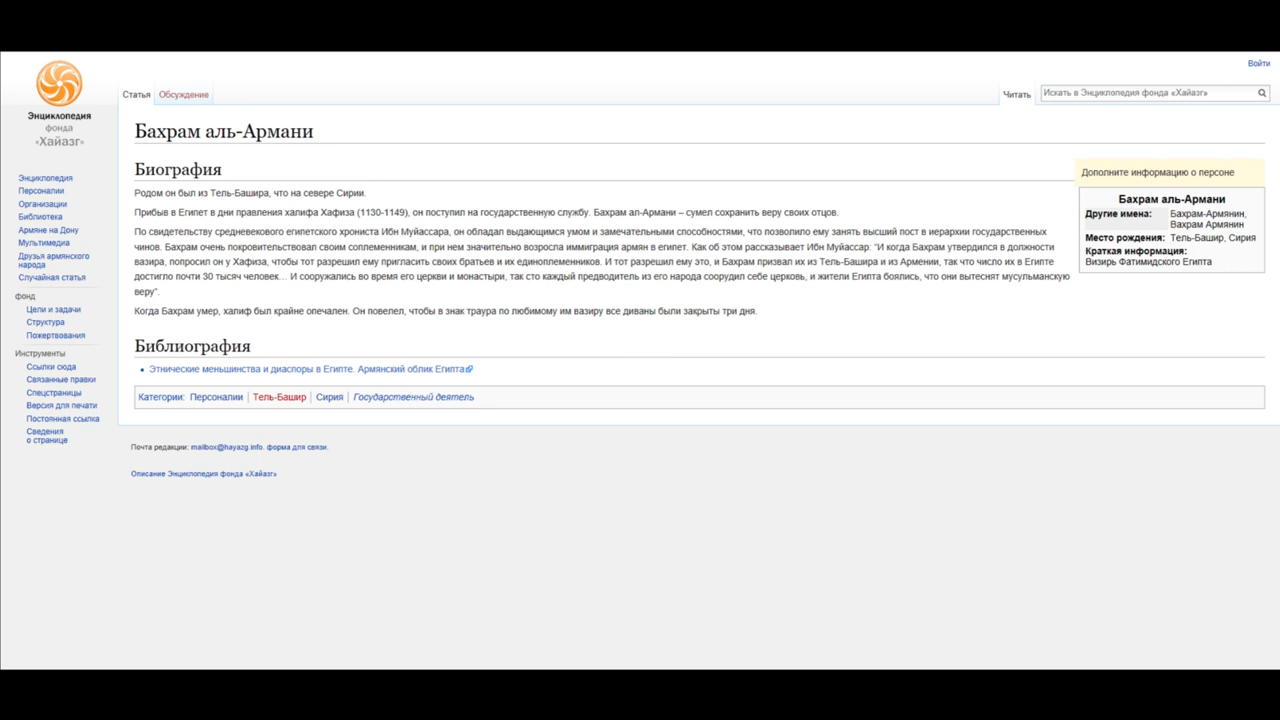 Войти
Энциклопедия
фонда
«Хайазг»
Статья
Обсуждение
Читать
Искать в Энциклопедия фонда «Хайазг»
Энциклопедия
Персоналии
Организации
Библиотека
Армяне на Дону
Мультимедиа
Друзья армянского
народа
Случайная статья
фонд
Цели и задачи
Структура
Пожертвования
Инструменты
Ссылки сюда
Связанные правки
Спецстраницы
Версия для печати
Постоянная ссылка
Сведения
о странице
Бахрам аль-Армани
Биография
Родом он был из Тель-Башира, что на севере Сирии.
Прибыв в Египет в дни правления халифа Хафиза (1130-1149), он поступил на государственную службу. Бахрам ал-Армани – сумел сохранить веру своих отцов.
По свидетельству средневекового египетского хрониста Ибн Муйассара, он обладал выдающимся умом и замечательными способностями, что позволило ему занять высший пост в иерархии государственных
чинов. Бахрам очень покровительствовал своим соплеменникам, и при нем значительно возросла иммиграция армян в египет. Как об этом рассказывает Ибн Муйассар: "И когда Бахрам утвердился в должности
вазира, попросил он у Хафиза, чтобы тот разрешил ему пригласить своих братьев и их единоплеменников. И тот разрешил ему это, и Бахрам призвал их из Тель-Башира и из Армении, так что число их в Египте
достигло почти 30 тысяч человек… И сооружались во время его церкви и монастыри, так сто каждый предводитель из его народа соорудил себе церковь, и жители Египта боялись, что они вытеснят мусульманскую
веру".
Когда Бахрам умер, халиф был крайне опечален. Он повелел, чтобы в знак траура по любимому им вазиру все диваны были закрыты три дня.
Дополните информацию о персоне
Бахрам аль-Армани
Другие имена: Бахрам-Армянин,
Вахрам Армянин
Место рождения: Тель-Башир, Сирия
Краткая информация:
Визирь Фатимидского Египта
Библиография
Этнические меньшинства и диаспоры в Египте. Армянский облик Египта
Категории: Персоналии | Тель-Башир | Сирия | Государственный деятель
Почта редакции: mailbox@hayazg.info. форма для связи.
Описание Энциклопедия фонда «Хайазг»